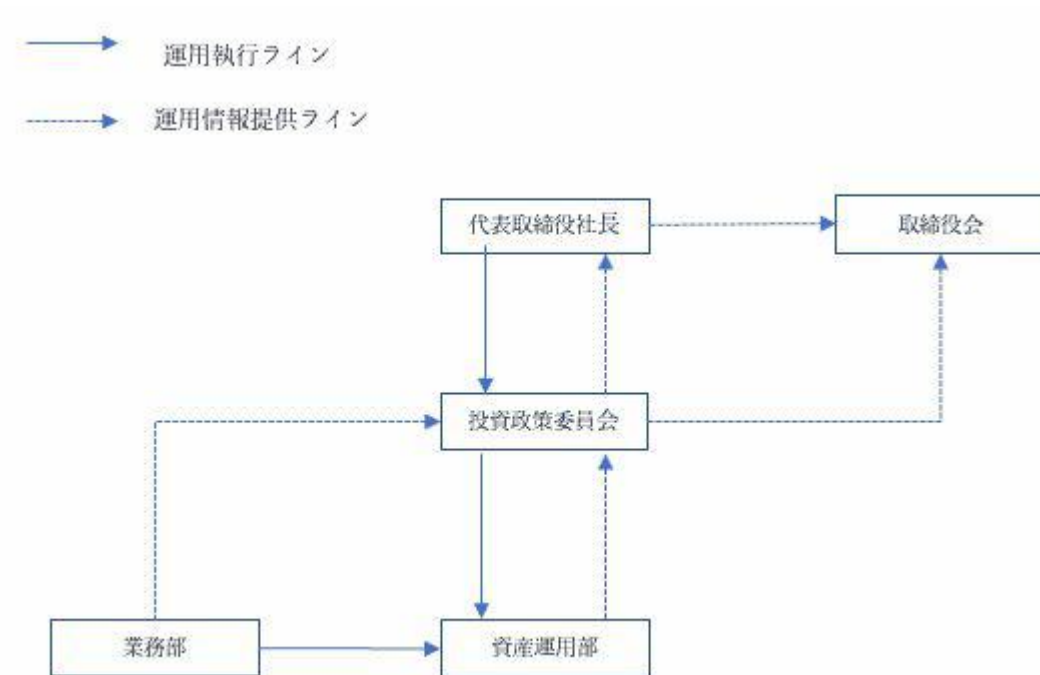 運用執行ライン
運用情報提供ライン
代表取締役社長
取締役会
投資政策委員会
業務部
資産運用部